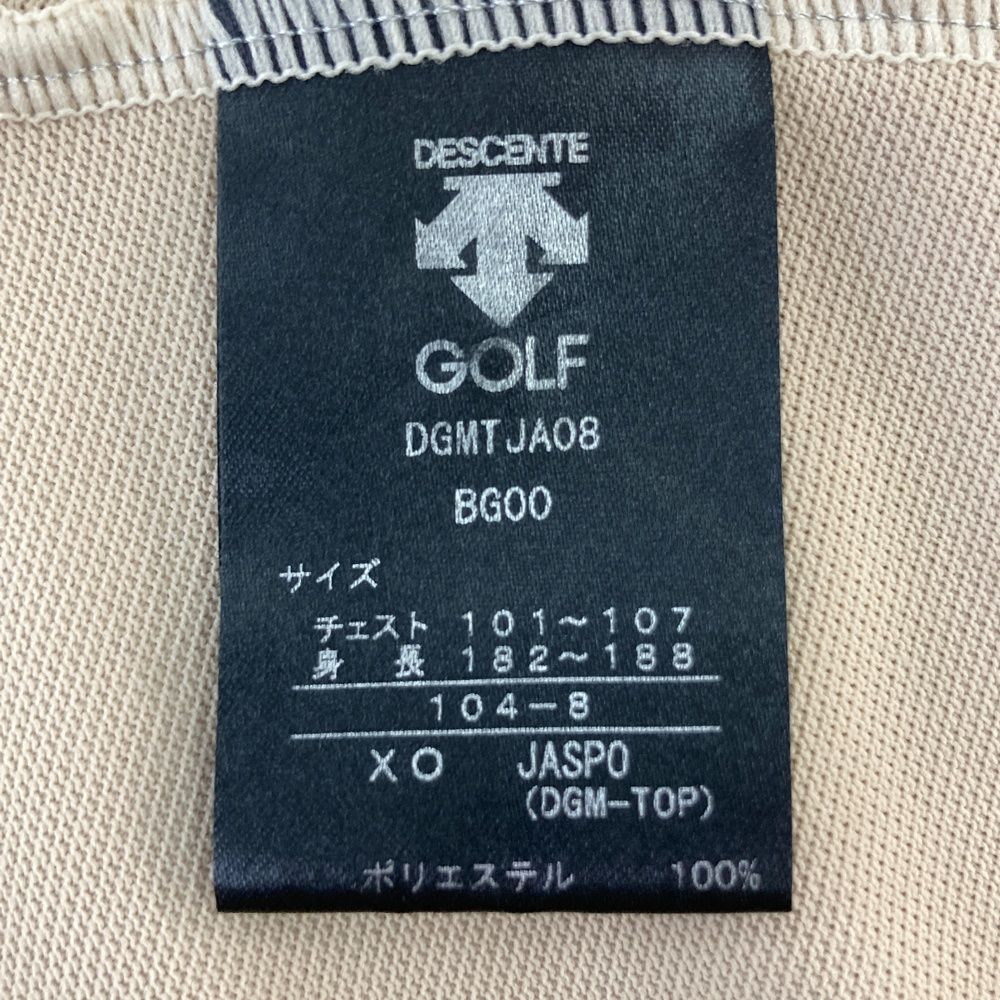 DESCENTE
GOLF
DGMTJA08
BG00
サイズ
チェスト 101～107
身 長 182～188
104-8
XO JASPO
(DGM-TOP)
ポリエステル 100%